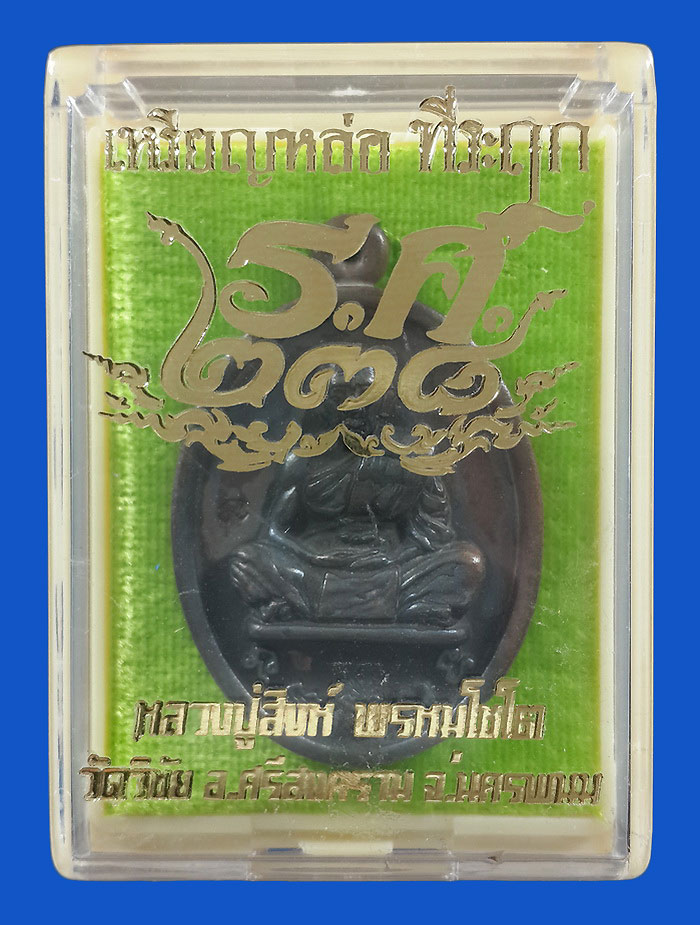 เหรียญหล่อ ที่ระฤก
ร.ศ.
๒๓๘
หลวงปู่สิงห์ พรหมโชโต
วัดวิชัย อ.ศรีสงคราม จ.นครพนม